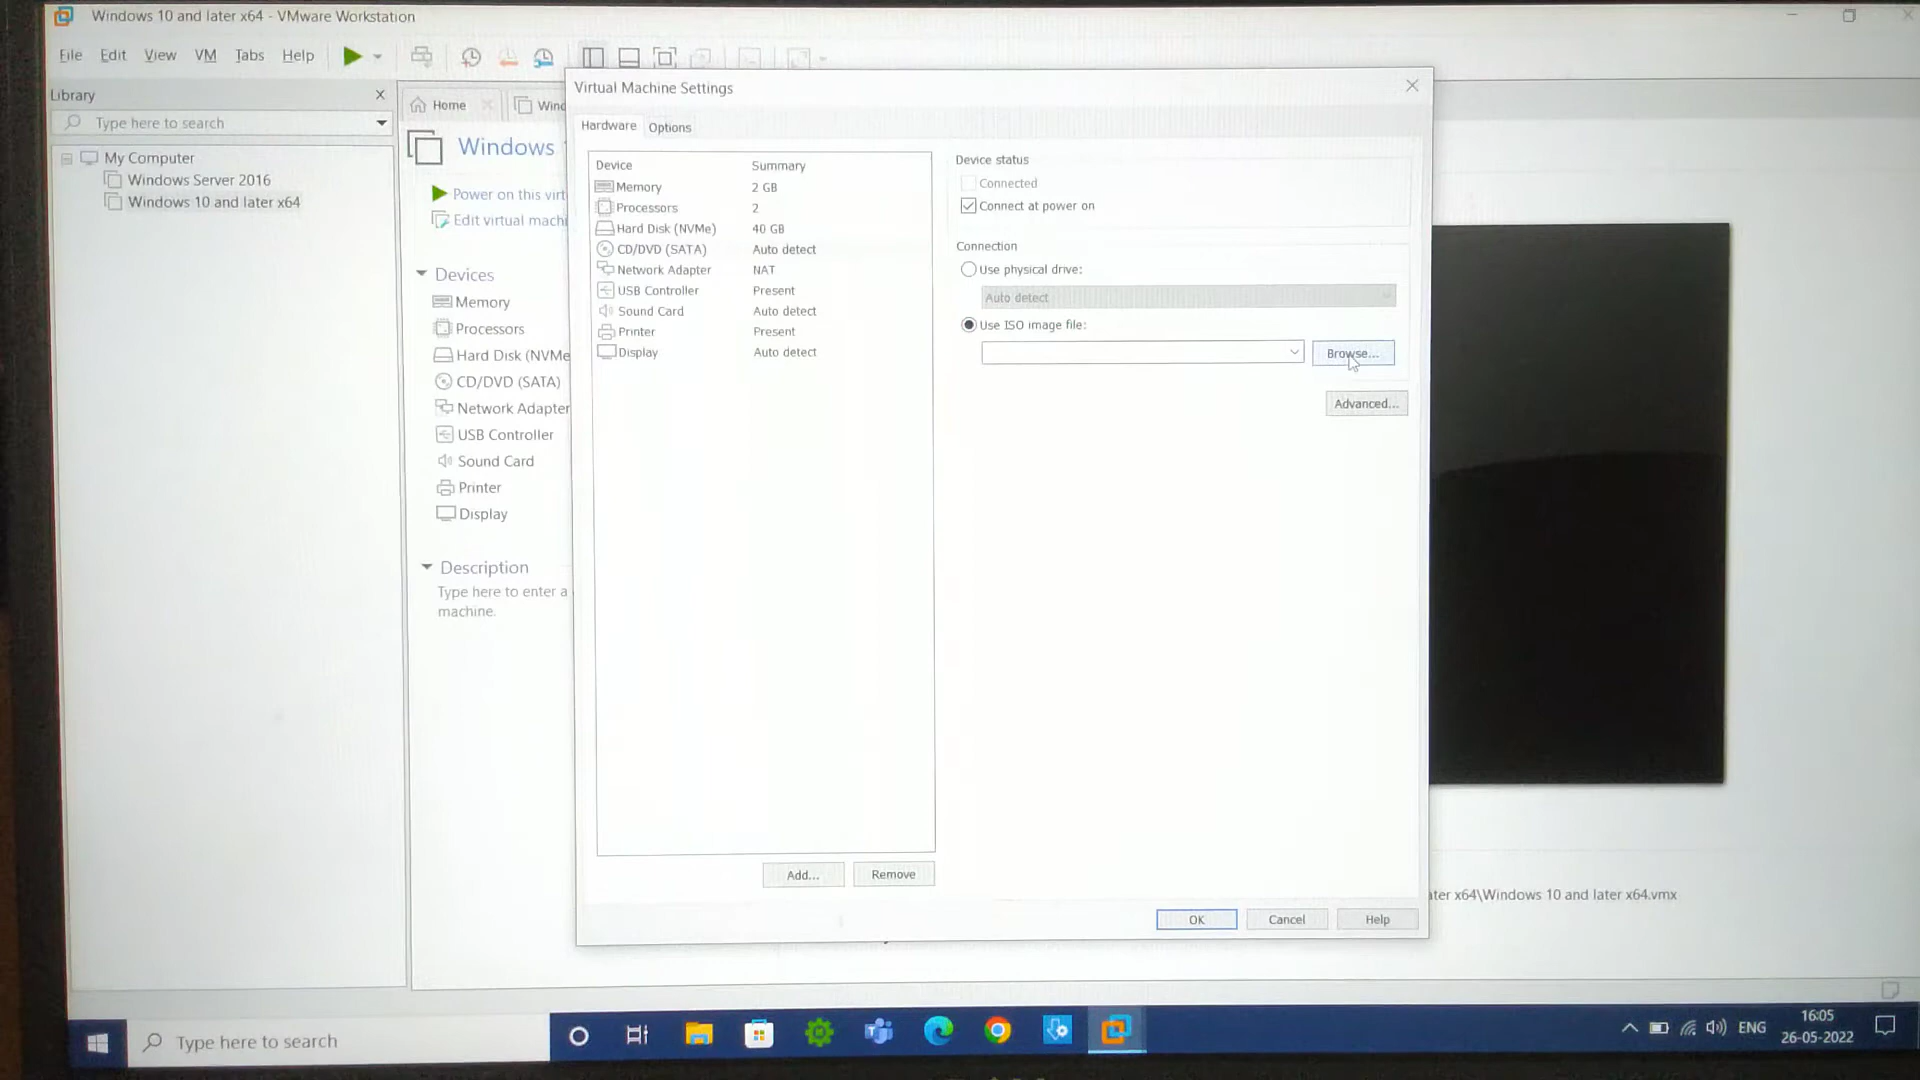 Windows 10 and later x64 - VMware Workstation
File Edit View VM Tabs Help
Library
Type here to search
My Computer
Windows Server 2016
Windows 10 and later x64
Home
Wind
Windows
Power on this virt
Edit virtual machi
Devices
Memory
Processors
Hard Disk (NVMe
CD/DVD (SATA)
Network Adapter
USB Controller
Sound Card
Printer
Display
Description
Type here to enter a
machine.
Virtual Machine Settings
Hardware Options
Device Summary
Memory 2 GB
Processors 2
Hard Disk (NVMe) 40 GB
CD/DVD (SATA) Auto detect
Network Adapter NAT
USB Controller Present
Sound Card Auto detect
Printer Present
Display Auto detect
Add... Remove
Device status
Connected
Connect at power on
Connection
Use physical drive:
Auto detect
Use ISO image file:
Browse...
Advanced...
OK Cancel Help
ter x64\Windows 10 and later x64.vmx
Type here to search
ENG
16:05
26-05-2022